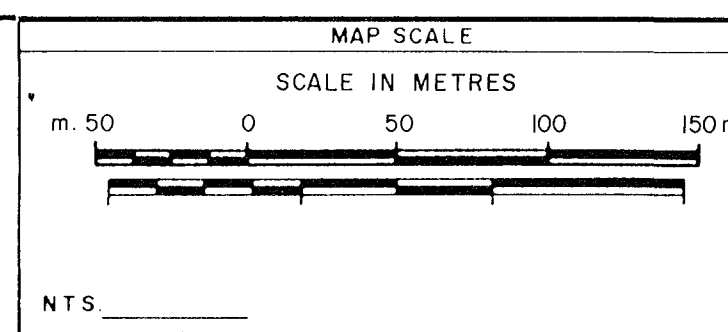 MAP SCALE
SCALE IN METRES
m. 50 0 50 100 150 m
NTS.